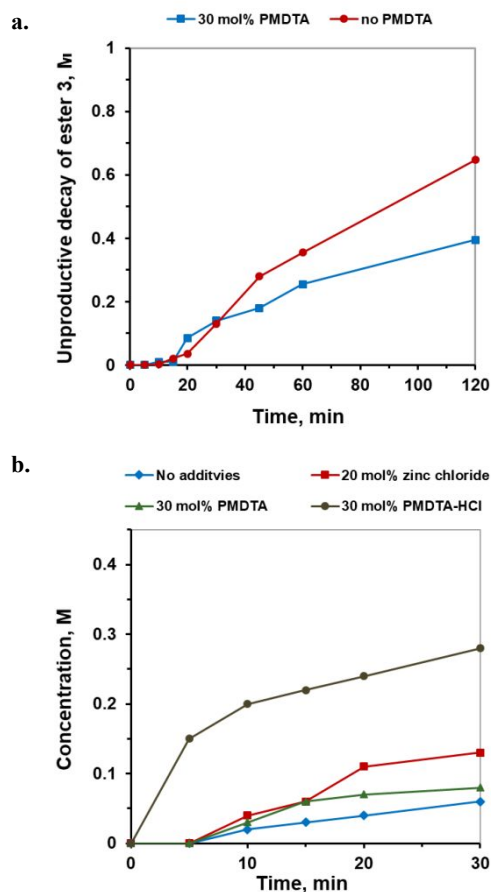 a.
30 mol% PMDTA
no PMDTA
Unproductive decay of ester 3, M
1
0.8
0.6
0.4
0.2
0
0 20 40 60 80 100 120
Time, min
b.
No additvies
20 mol% zinc chloride
30 mol% PMDTA
30 mol% PMDTA-HCl
Concentration, M
0.4
0.3
0.2
0.1
0
0 10 20 30
Time, min